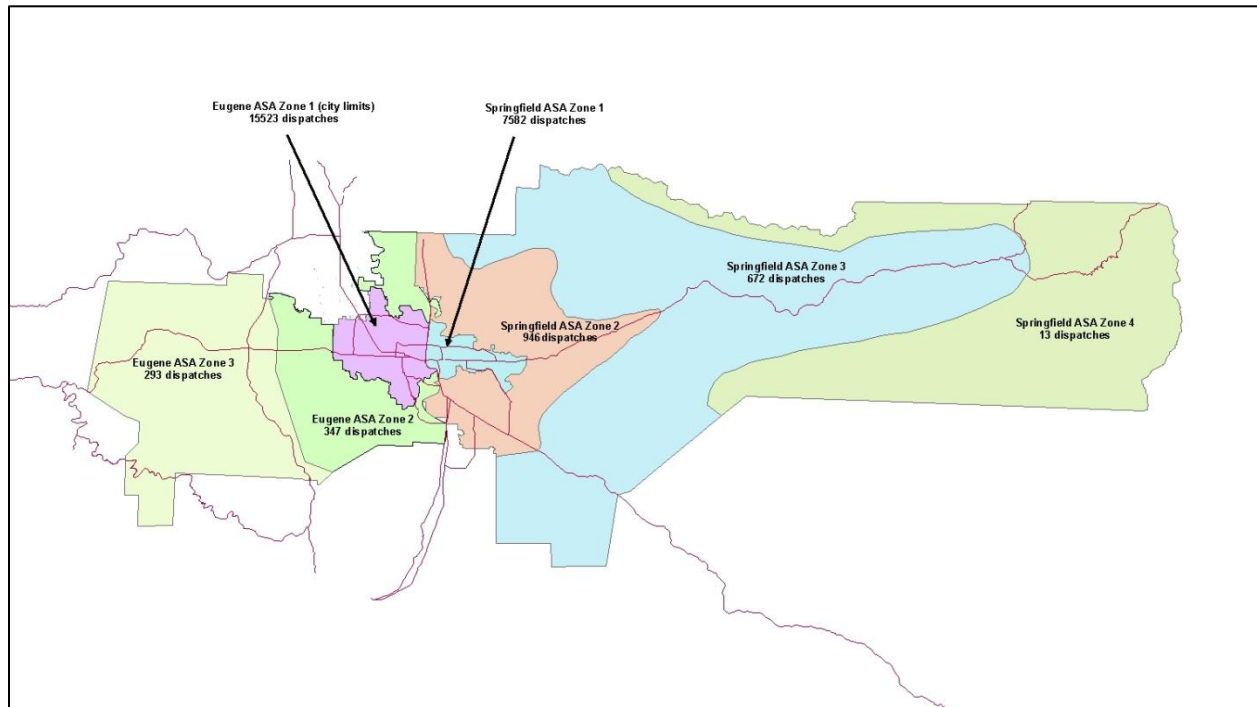 Eugene ASA Zone 1 (city limits)
15523 dispatches
Springfield ASA Zone 1
7582 dispatches
Springfield ASA Zone 3
672 dispatches
Springfield ASA Zone 2
946 dispatches
Springfield ASA Zone 4
13 dispatches
Eugene ASA Zone 3
293 dispatches
Eugene ASA Zone 2
347 dispatches